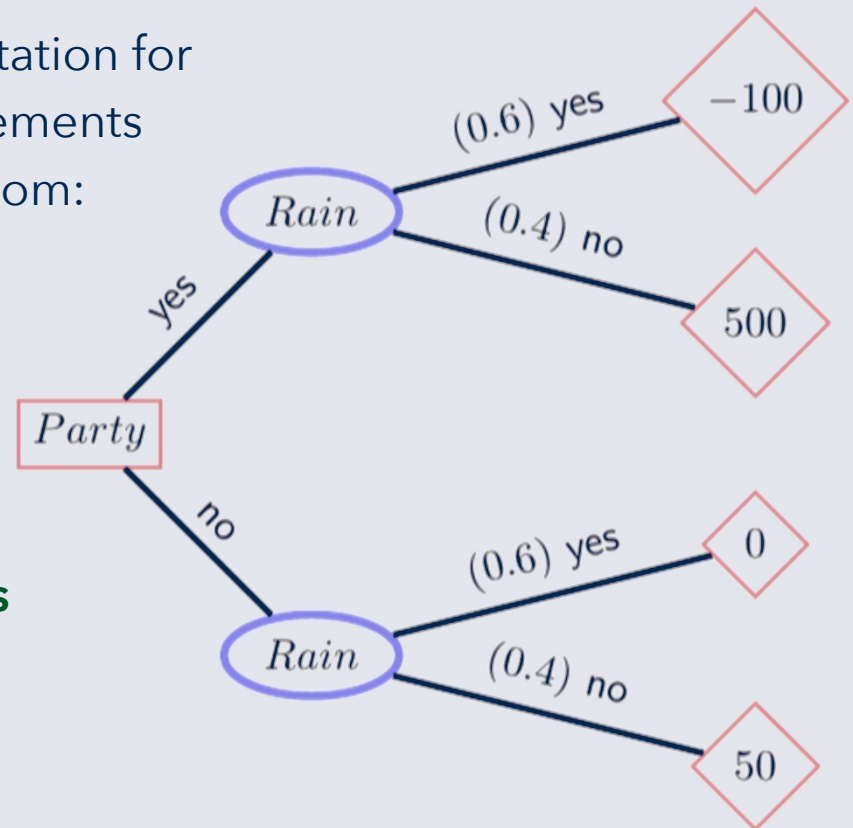 tation for
ements
om:
(0.6) yes
−100
Rain
(0.4) no
500
yes
Party
no
s
(0.6) yes
0
Rain
(0.4) no
50